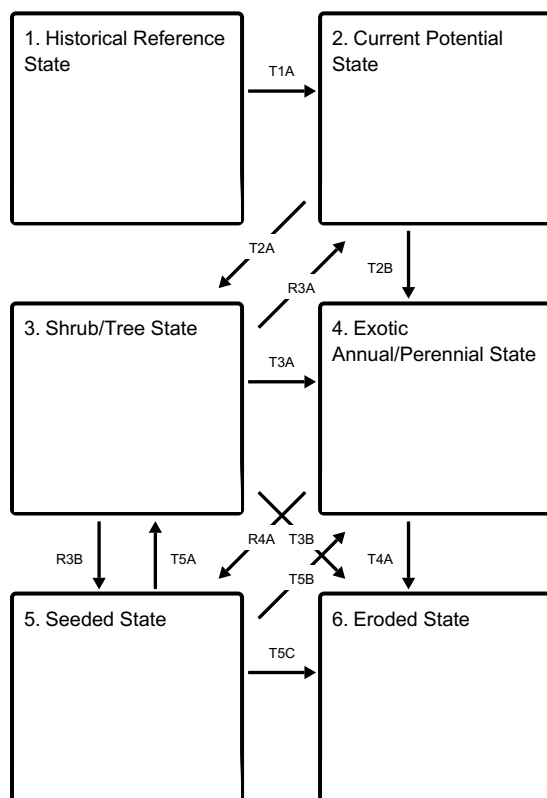 1. Historical Reference
State
2. Current Potential
State
T1A
T2A
R3A
T2B
3. Shrub/Tree State
4. Exotic
Annual/Perennial State
T3A
R3B
T5A
R4A
T3B
T5B
T4A
5. Seeded State
6. Eroded State
T5C